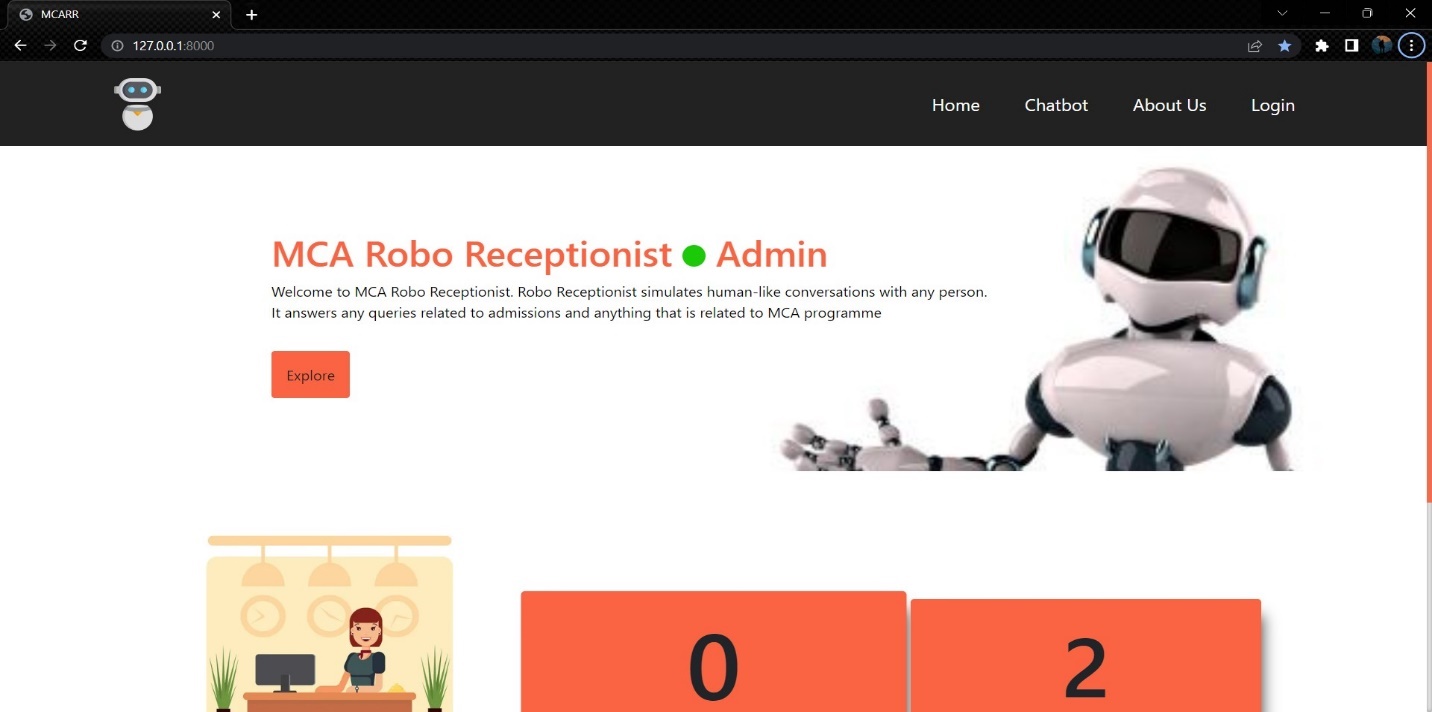 MCARR
127.0.0.1:8000
Home Chatbot About Us Login
MCA Robo Receptionist Admin
Welcome to MCA Robo Receptionist. Robo Receptionist simulates human-like conversations with any person.
It answers any queries related to admissions and anything that is related to MCA programme
Explore
0 2